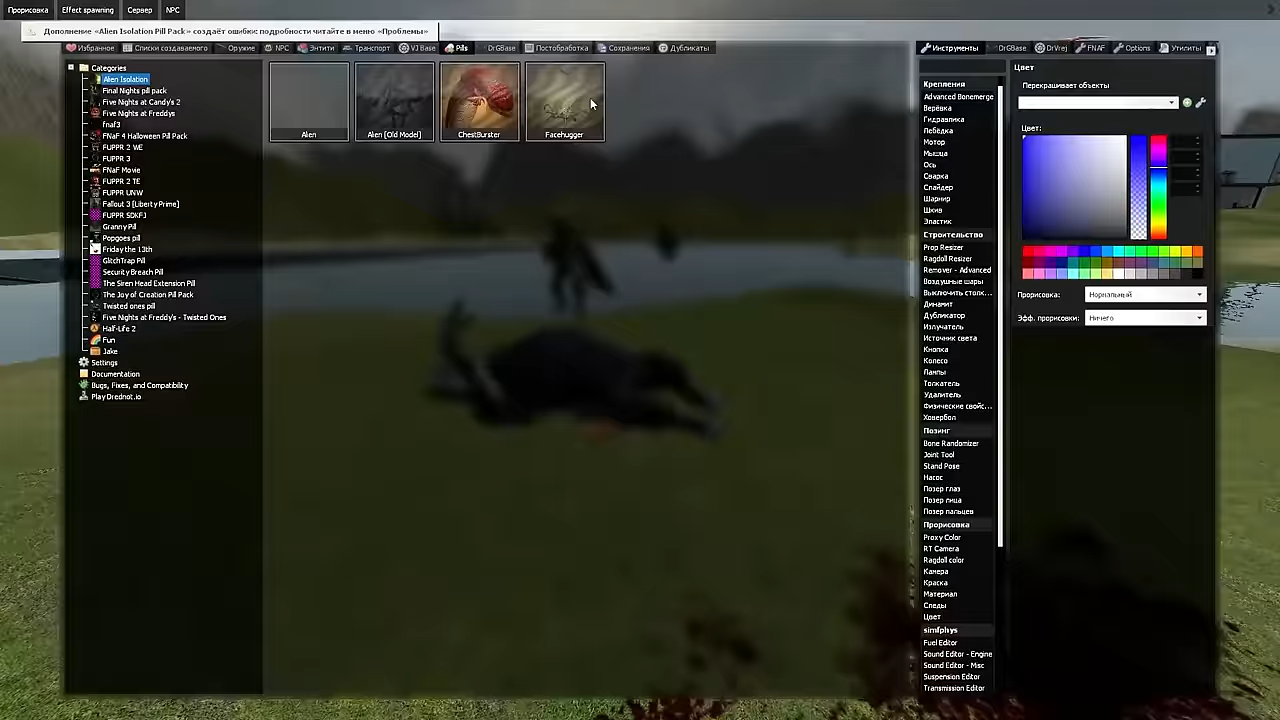 Прорисовка Effect spawning Сервер NPC
Дополнение «Alien Isolation Pill Pack» создаёт ошибки: подробности читайте в меню «Проблемы»
Избранное Списки создаваемого Оружие NPC Энтити Транспорт VJ Base Pills DrGBase Постобработка Сохранения Дубликаты
Categories
Alien Isolation
Final Nights pill pack
Five Nights at Candy's 2
Five Nights at Freddys
fnaf3
FNAF 4 Halloween Pill Pack
FUPPR 2 WE
FUPPR 3
FNaF Movie
FUPPR 2 TE
FUPPR UNW
Fallout 3 [Liberty Prime]
FUPPR SDKFJ
Granny Pill
Popgoes pill
Friday the 13th
GlitchTrap Pill
Security Breach Pill
The Siren Head Extension Pill
The Joy of Creation Pill Pack
Twisted ones pill
Five Nights at Freddy's - Twisted Ones
Half-Life 2
Fun
Jake
Settings
Documentation
Bugs, Fixes, and Compatibility
Play Drednot.io
Alien
Alien [Old Model]
ChestBurster
Facehugger
Инструменты DrGBase DrVrej FNAF Options Утилиты
Крепления
Advanced Bonemerge
Верёвка
Гидравлика
Лебёдка
Мотор
Мышца
Ось
Сварка
Слайдер
Шарнир
Шкив
Эластик
Строительство
Prop Resizer
Ragdoll Resizer
Remover - Advanced
Воздушные шары
Выключить столк...
Динамит
Дубликатор
Излучатель
Источник света
Кнопка
Колесо
Лампы
Толкатель
Удалитель
Физические свойс...
Ховербол
Позинг
Bone Randomizer
Joint Tool
Stand Pose
Насос
Позер глаз
Позер лица
Позер пальцев
Прорисовка
Proxy Color
RT Camera
Ragdoll color
Камера
Краска
Материал
Следы
Цвет
simfphys
Fuel Editor
Sound Editor - Engine
Sound Editor - Misc
Suspension Editor
Transmission Editor
Цвет
Перекрашивает объекты
Цвет:
Прорисовка: Нормальный
Эфф. прорисовки: Ничего